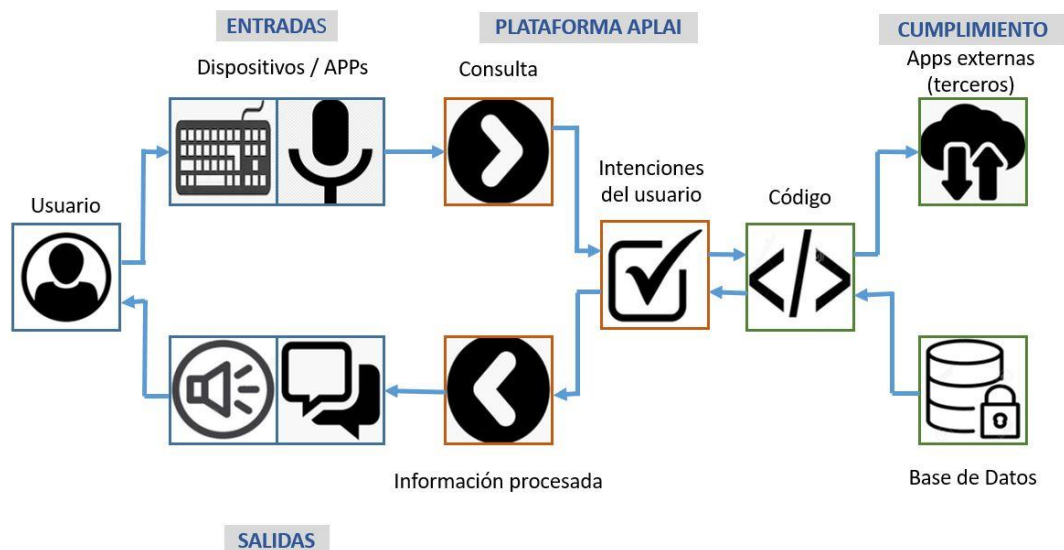 ENTRADAS
PLATAFORMA APLAI
CUMPLIMIENTO
Dispositivos / APPs
Consulta
Apps externas
(terceros)
Intenciones
del usuario
Código
Usuario
</>
Información procesada
Base de Datos
SALIDAS